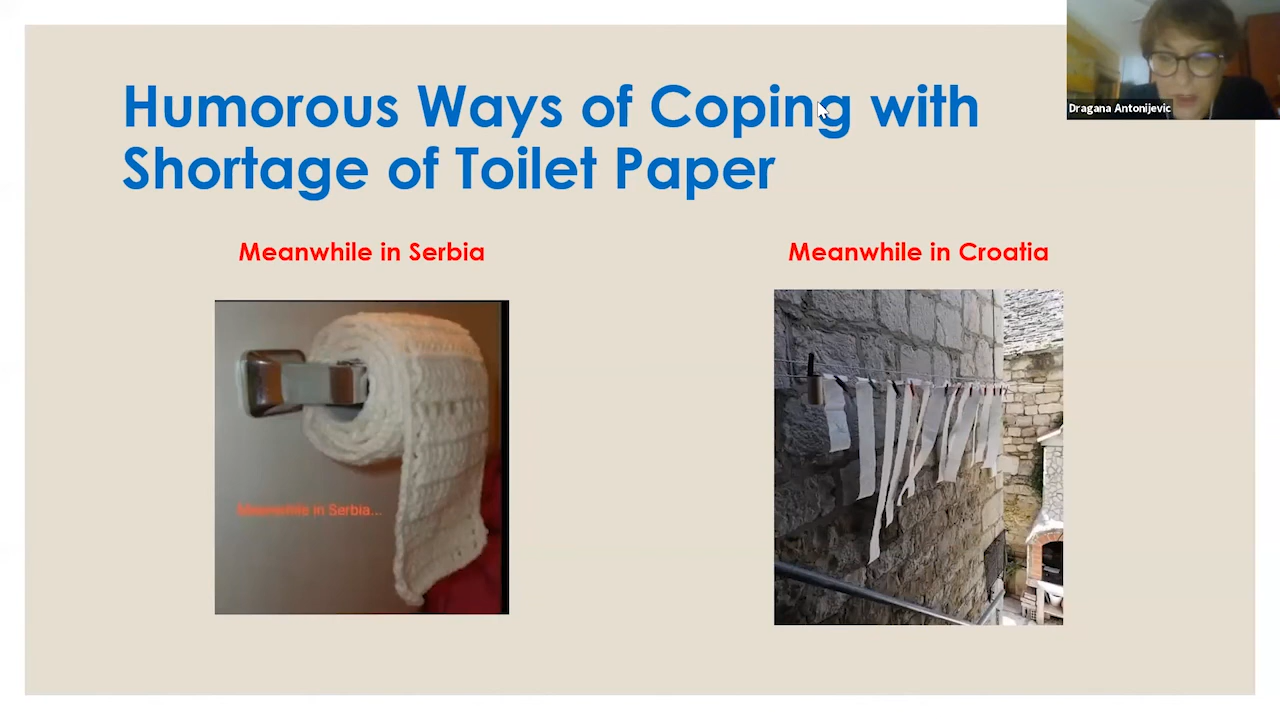 Humorous Ways of Coping with
Shortage of Toilet Paper
Dragana Antonijevic
Meanwhile in Serbia
Meanwhile in Croatia
Meanwhile in Serbia...